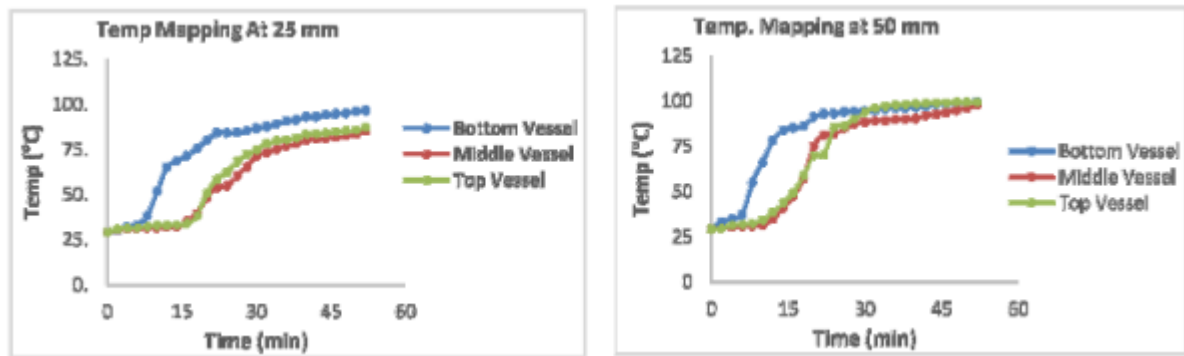 Temp Mapping At 25 mm
125.
100.
75.
50.
25.
0.
Temp (°C)
0 15 30 45 60
Time (min)
Bottom Vessel
Middle Vessel
Top Vessel
Temp. Mapping at 50 mm
125
100
75
50
25
0
Temp (°C)
0 15 30 45 60
Time (min)
Bottom Vessel
Middle Vessel
Top Vessel